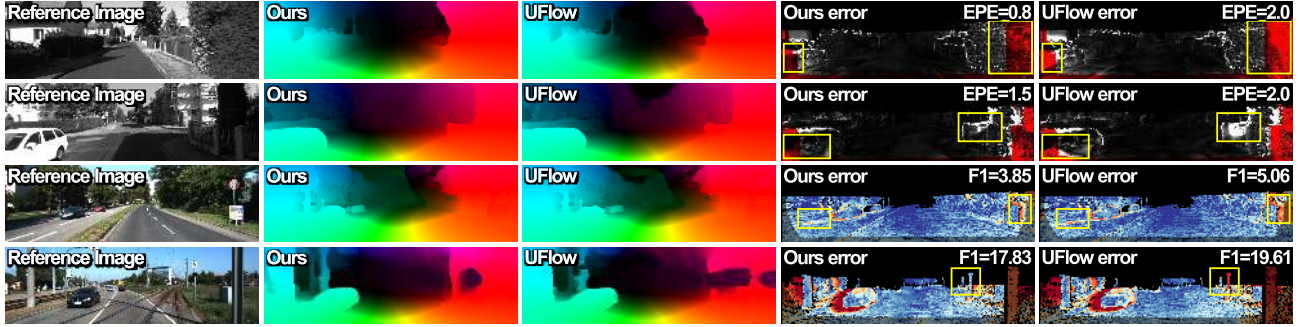 Reference Image Ours UFlow Ours error EPE=0.8 UFlow error EPE=2.0
Reference Image Ours UFlow Ours error EPE=1.5 UFlow error EPE=2.0
Reference Image Ours UFlow Ours error F1=3.85 UFlow error F1=5.06
Reference Image Ours UFlow Ours error F1=17.83 UFlow error F1=19.61